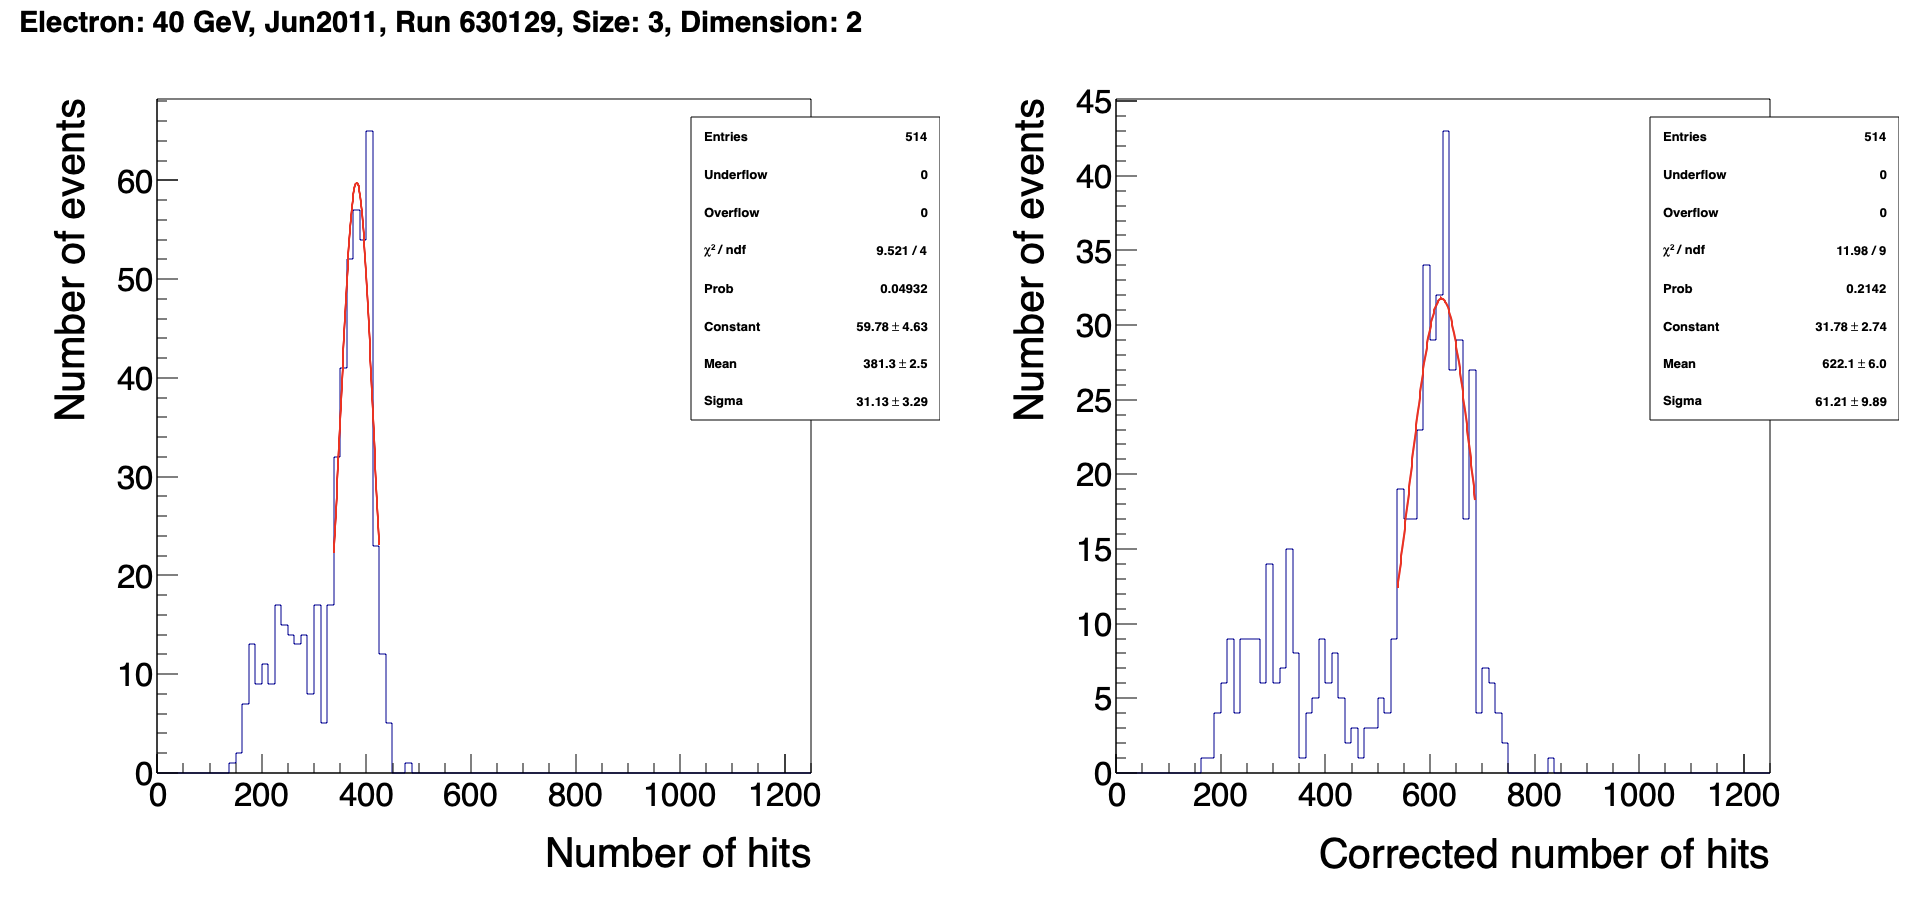 Electron: 40 GeV, Jun2011, Run 630129, Size: 3, Dimension: 2
Number of events
60
50
40
30
20
10
0
0 200 400 600 800 1000 1200
Number of hits
Entries 514
Underflow 0
Overflow 0
χ² / ndf 9.521 / 4
Prob 0.04932
Constant 59.78 ± 4.63
Mean 381.3 ± 2.5
Sigma 31.13 ± 3.29
Number of events
45
40
35
30
25
20
15
10
5
0
0 200 400 600 800 1000 1200
Corrected number of hits
Entries 514
Underflow 0
Overflow 0
χ² / ndf 11.98 / 9
Prob 0.2142
Constant 31.78 ± 2.74
Mean 622.1 ± 6.0
Sigma 61.21 ± 9.89